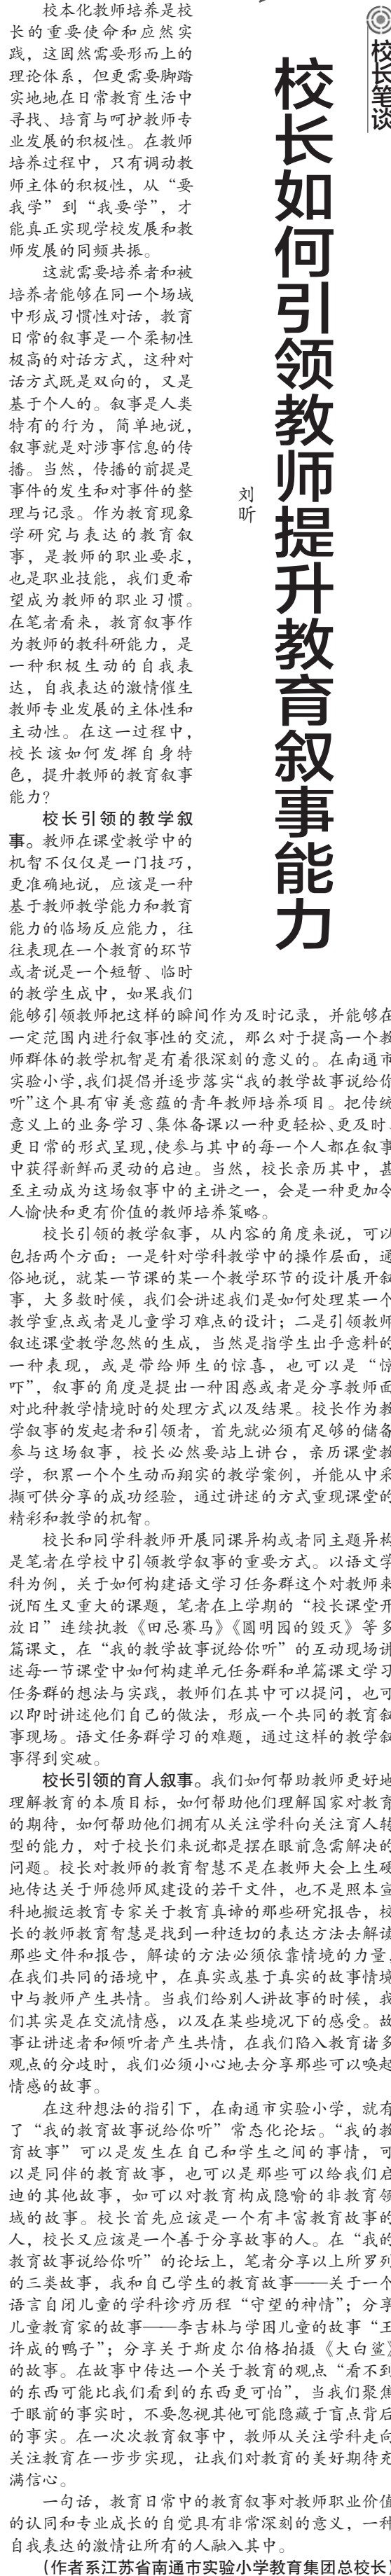 校长笔谈
校长如何引领教师提升教育叙事能力
刘昕
校本化教师培养是校
长的重要使命和应然实
践，这固然需要形而上的
理论体系，但更需要脚踏
实地地在日常教育生活中
寻找、培育与呵护教师专
业发展的积极性。在教师
培养过程中，只有调动教
师主体的积极性，从“要
我学”到“我要学”，才
能真正实现学校发展和教
师发展的同频共振。
这就需要培养者和被
培养者能够在同一个场域
中形成习惯性对话，教育
日常的叙事是一个柔韧性
极高的对话方式，这种对
话方式既是双向的，又是
基于个人的。叙事是人类
特有的行为，简单地说，
叙事就是对涉事信息的传
播。当然，传播的前提是
事件的发生和对事件的整
理与记录。作为教育现象
学研究与表达的教育叙
事，是教师的职业要求，
也是职业技能，我们更希
望成为教师的职业习惯。
在笔者看来，教育叙事作
为教师的教科研能力，是
一种积极生动的自我表
达，自我表达的激情催生
教师专业发展的主体性和
主动性。在这一过程中，
校长该如何发挥自身特
色，提升教师的教育叙事
能力？
校长引领的教学叙
事。教师在课堂教学中的
机智不仅仅是一门技巧，
更准确地说，应该是一种
基于教师教学能力和教育
能力的临场反应能力，往
往表现在一个教育的环节
或者说是一个短暂、临时
的教学生成中，如果我们
能够引领教师把这样的瞬间作为及时记录，并能够在
一定范围内进行叙事性的交流，那么对于提高一个教
师群体的教学机智是有着很深刻的意义的。在南通市
实验小学，我们提倡并逐步落实“我的教学故事说给你
听”这个具有审美意蕴的青年教师培养项目。把传统
意义上的业务学习、集体备课以一种更轻松、更及时、
更日常的形式呈现，使参与其中的每一个人都在叙事
中获得新鲜而灵动的启迪。当然，校长亲历其中，甚
至主动成为这场叙事中的主讲之一，会是一种更加令
人愉快和更有价值的教师培养策略。
校长引领的教学叙事，从内容的角度来说，可以
包括两个方面：一是针对学科教学中的操作层面，通
俗地说，就某一节课的某一个教学环节的设计展开叙
事，大多数时候，我们会讲述我们是如何处理某一个
教学重点或者是儿童学习难点的设计；二是引领教师
叙述课堂教学忽然的生成，当然是指学生出乎意料的
一种表现，或是带给师生的惊喜，也可以是“惊
吓”，叙事的角度是提出一种困惑或者是分享教师面
对此种教学情境时的处理方式以及结果。校长作为教
学叙事的发起者和引领者，首先就必须有足够的储备
参与这场叙事，校长必然要站上讲台，亲历课堂教
学，积累一个个生动而翔实的教学案例，并能从中采
撷可供分享的成功经验，通过讲述的方式重现课堂的
精彩和教学的机智。
校长和同学科教师开展同课异构或者同主题异构
是笔者在学校中引领教学叙事的重要方式。以语文学
科为例，关于如何构建语文学习任务群这个对教师来
说陌生又重大的课题，笔者在上学期的“校长课堂开
放日”连续执教《田忌赛马》《圆明园的毁灭》等多
篇课文，在“我的教学故事说给你听”的互动现场讲
述每一节课堂中如何构建单元任务群和单篇课文学习
任务群的想法与实践，教师们在其中可以提问，也可
以即时讲述他们自己的做法，形成一个共同的教育叙
事现场。语文任务群学习的难题，通过这样的教学叙
事得到突破。
校长引领的育人叙事。我们如何帮助教师更好地
理解教育的本质目标，如何帮助他们理解国家对教育
的期待，如何帮助他们拥有从关注学科向关注育人转
型的能力，对于校长们来说都是摆在眼前急需解决的
问题。校长对教师的教育智慧不是在教师大会上生硬
地传达关于师德师风建设的若干文件，也不是照本宣
科地搬运教育专家关于教育真谛的那些研究报告，校
长的教师教育智慧是找到一种适切的表达方法去解读
那些文件和报告，解读的方法必须依靠情境的力量，
在我们共同的语境中，在真实或基于真实的故事情境
中与教师产生共情。当我们给别人讲故事的时候，我
们其实是在交流情感，以及在某些境况下的感受。故
事让讲述者和倾听者产生共情，在我们陷入教育诸多
观点的分歧时，我们必须小心地去分享那些可以唤起
情感的故事。
在这种想法的指引下，在南通市实验小学，就有
了“我的教育故事说给你听”常态化论坛。“我的教
育故事”可以是发生在自己和学生之间的事情，可
以是同伴的教育故事，也可以是那些可以给我们启
迪的其他故事，如可以对教育构成隐喻的非教育领
域的故事。校长首先应该是一个有丰富教育故事的
人，校长又应该是一个善于分享故事的人。在“我的
教育故事说给你听”的论坛上，笔者分享以上所罗列
的三类故事，我和自己学生的教育故事——关于一个
语言自闭儿童的学科诊疗历程“守望的神情”；分享
儿童教育家的故事——李吉林与学困儿童的故事“王
许成的鸭子”；分享关于斯皮尔伯格拍摄《大白鲨》
的故事。在故事中传达一个关于教育的观点“看不到
的东西可能比我们看到的东西更可怕”，当我们聚焦
于眼前的事实时，不要忽视其他可能隐藏于盲点背后
的事实。在一次次教育叙事中，教师从关注学科走向
关注教育在一步步实现，让我们对教育的美好期待充
满信心。
一句话，教育日常中的教育叙事对教师职业价值
的认同和专业成长的自觉具有非常深刻的意义，一种
自我表达的激情让所有的人融入其中。
（作者系江苏省南通市实验小学教育集团总校长）